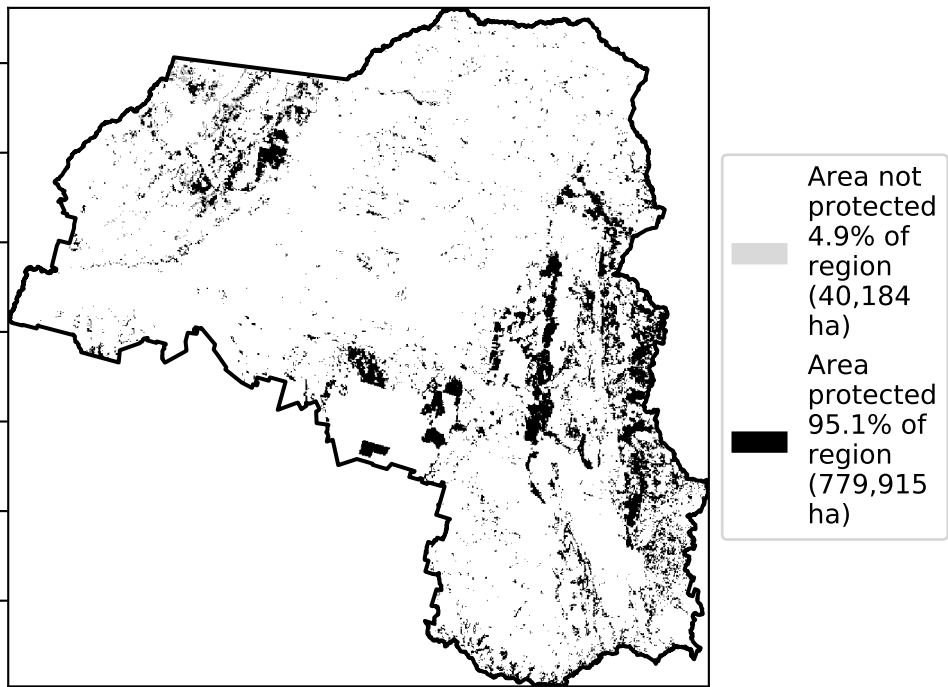 Area not
protected
4.9% of
region
(40,184
ha)
Area
protected
95.1% of
region
(779,915
ha)